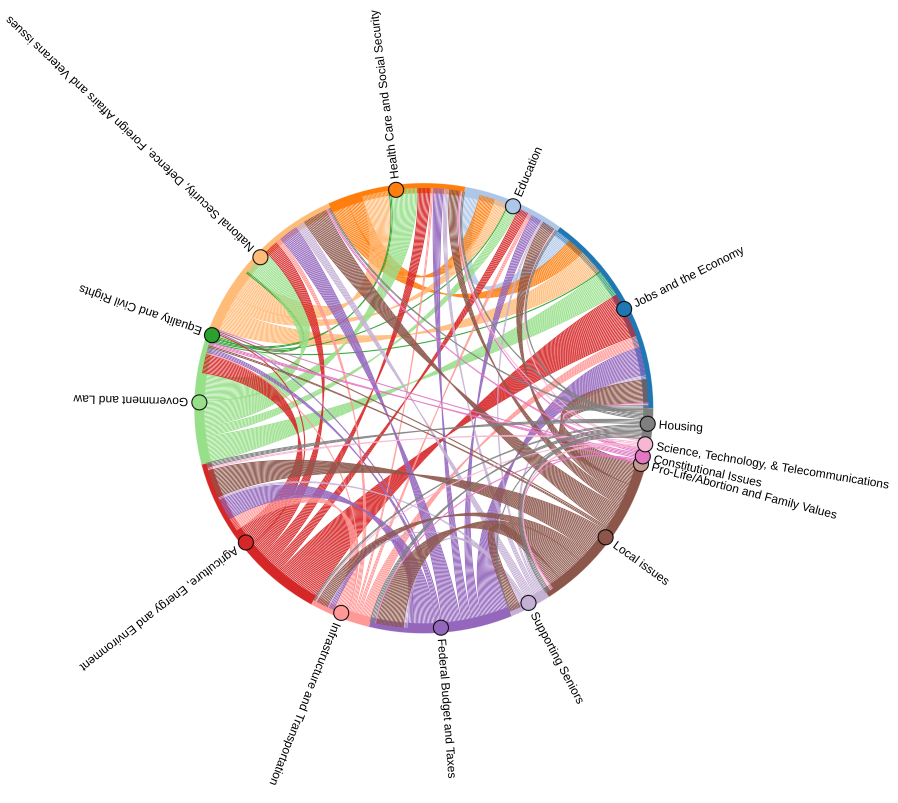 National Security, Defence, Foreign Affairs and Veterans Issues
Health Care and Social Security
Education
Jobs and the Economy
Equality and Civil Rights
Government and Law
Housing
Science, Technology, & Telecommunications
Constitutional Issues
Pro-Life/Abortion and Family Values
Local issues
Agriculture, Energy and Environment
Infrastructure and Transportation
Federal Budget and Taxes
Supporting Seniors